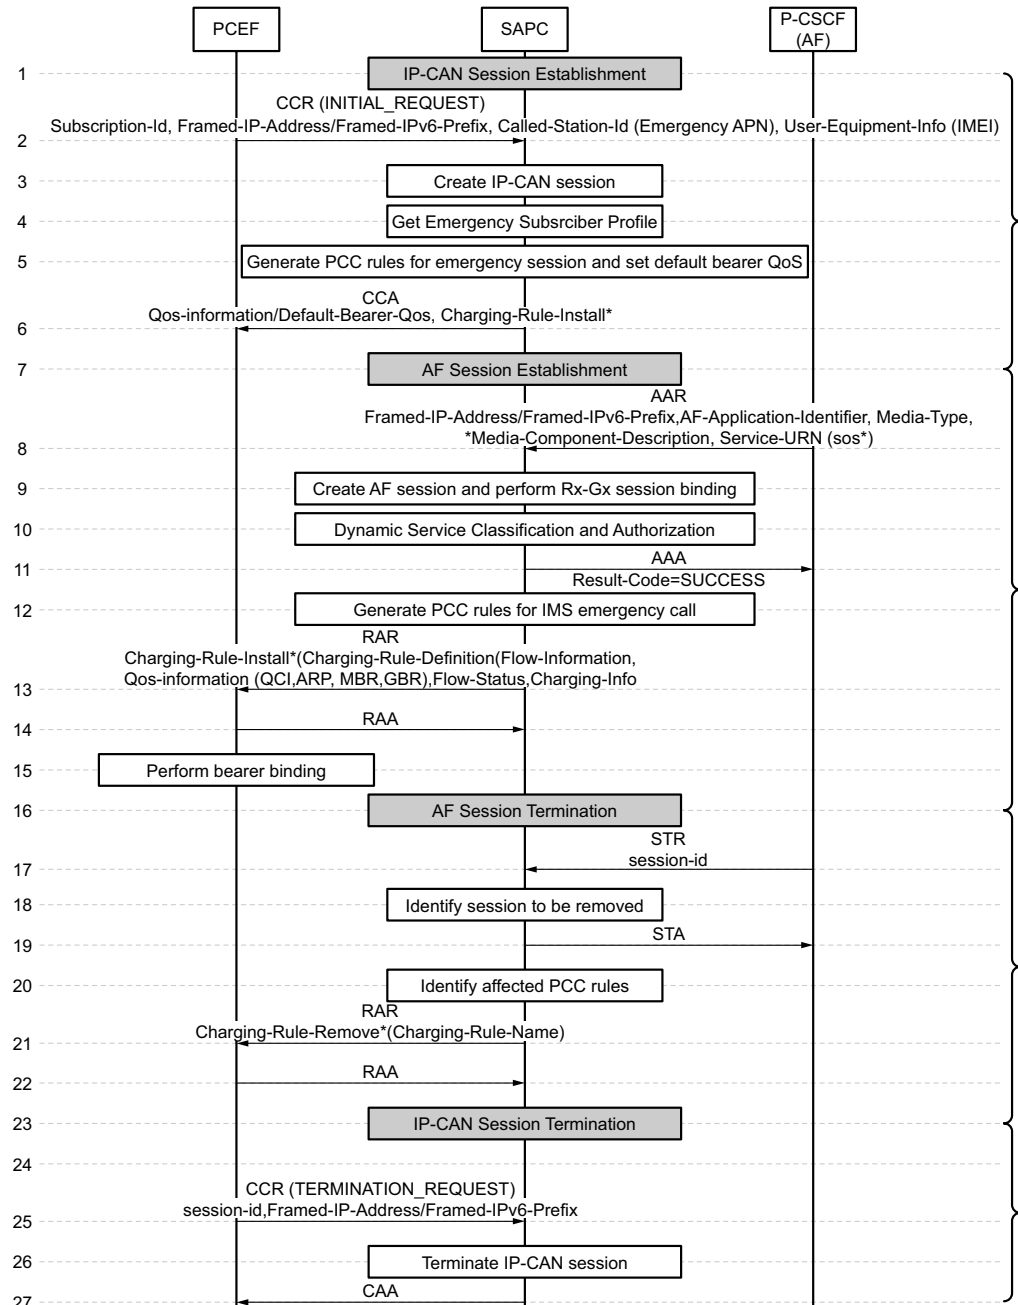 PCEF
SAPC
P-CSCF
(AF)
1
IP-CAN Session Establishment
CCR (INITIAL_REQUEST)
Subscription-Id, Framed-IP-Address/Framed-IPv6-Prefix, Called-Station-Id (Emergency APN), User-Equipment-Info (IMEI)
2
3
Create IP-CAN session
4
Get Emergency Subsrciber Profile
5
Generate PCC rules for emergency session and set default bearer QoS
CCA
Qos-information/Default-Bearer-Qos, Charging-Rule-Install*
6
7
AF Session Establishment
AAR
Framed-IP-Address/Framed-IPv6-Prefix,AF-Application-Identifier, Media-Type,
*Media-Component-Description, Service-URN (sos*)
8
9
Create AF session and perform Rx-Gx session binding
10
Dynamic Service Classification and Authorization
AAA
11
Result-Code=SUCCESS
12
Generate PCC rules for IMS emergency call
RAR
Charging-Rule-Install*(Charging-Rule-Definition(Flow-Information,
Qos-information (QCI,ARP, MBR,GBR),Flow-Status,Charging-Info
13
RAA
14
15
Perform bearer binding
16
AF Session Termination
STR
session-id
17
18
Identify session to be removed
STA
19
20
Identify affected PCC rules
RAR
Charging-Rule-Remove*(Charging-Rule-Name)
21
RAA
22
23
IP-CAN Session Termination
24
CCR (TERMINATION_REQUEST)
session-id,Framed-IP-Address/Framed-IPv6-Prefix
25
26
Terminate IP-CAN session
CAA
27